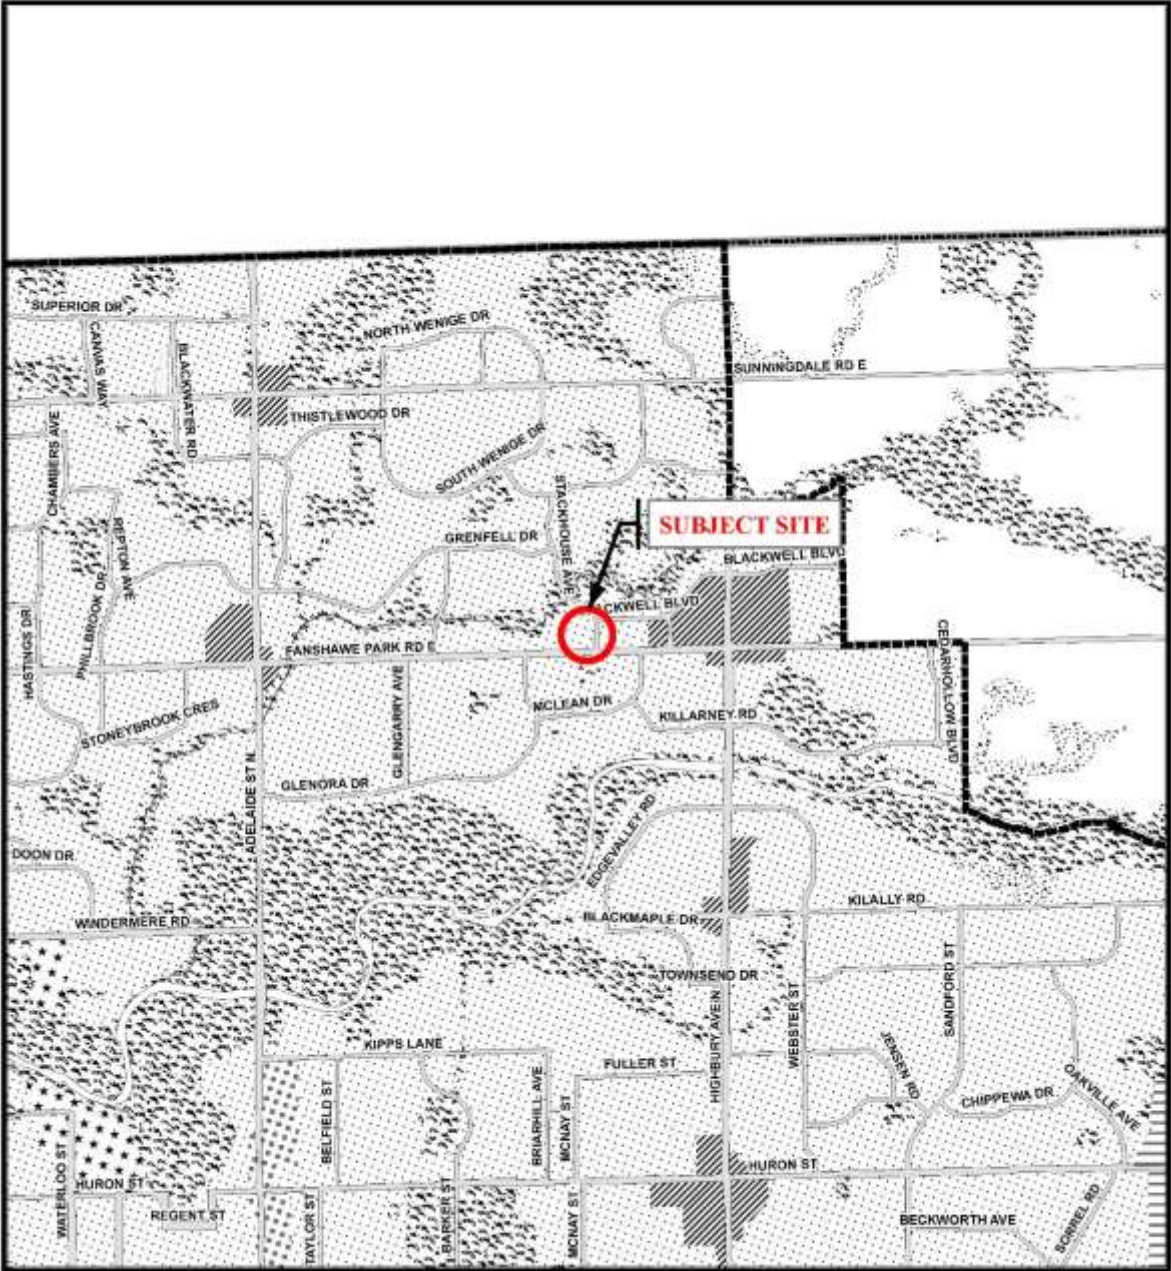 SUPERIOR DR
CANVAS WAY
BLACKWATER RD
NORTH WENIGE DR
SUNNINGDALE RD E
THISTLEWOOD DR
CHAMBERS AVE
SOUTH WENIGE DR
STACKHOUSE AVE
SUBJECT SITE
REPTON AVE
GRENFELL DR
BLACKWELL BLVD
PHILLBROOK DR
ACKWELL BLVD
HASTINGS DR
FANSHAWE PARK RD E
CEDARHOLLOW BLVD
MCLEAN DR
KILLARNEY RD
STONEYBROOK CRES
GLENGARRY AVE
GLENORA DR
ADELAIDE ST N
EDGEVALLEY RD
DOON DR
KILALLY RD
WINDERMERE RD
BLACKMAPLE DR
TOWNSEND DR
SANDFORD ST
HIGHBURY AVE N
WEBSTER ST
KIPPS LANE
FULLER ST
JENSEN RD
OAKVILLE AVE
CHIPPEWA DR
BELFIELD ST
BRIARHILL AVE
MCNAY ST
WATERLOO ST
HURON ST
HURON ST
REGENT ST
TAYLOR ST
BARKER ST
MCNAY ST
BECKWORTH AVE
SORREL RD